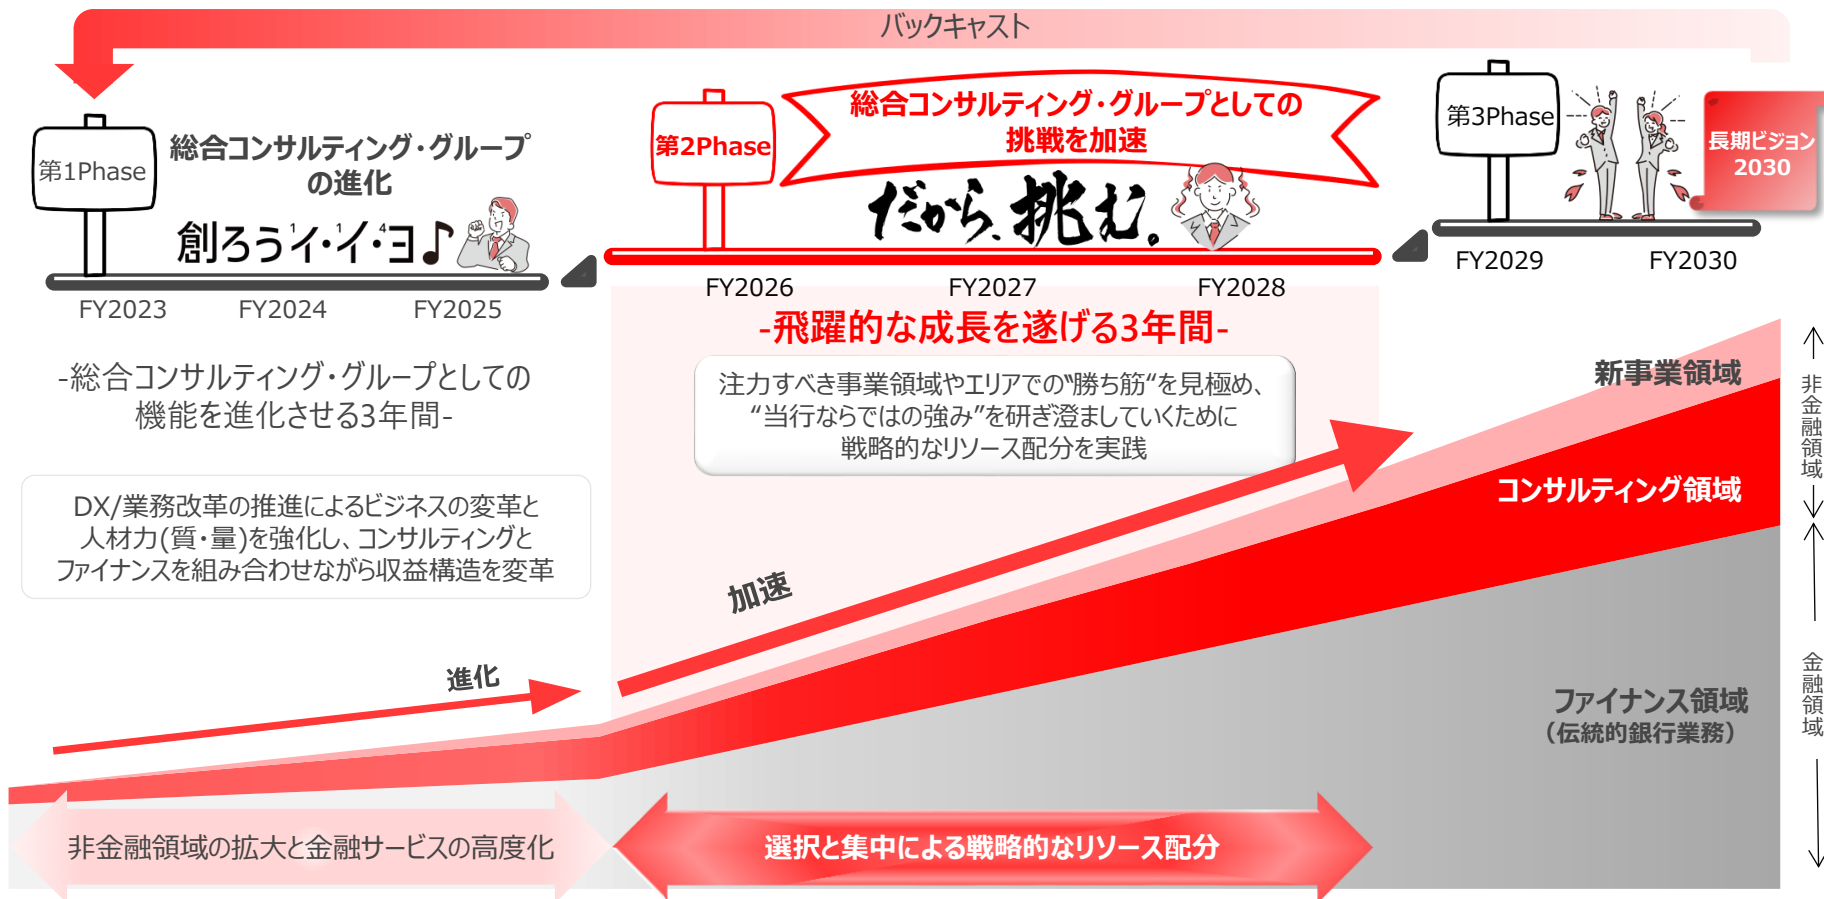 バックキャスト
第1Phase
総合コンサルティング・グループ
の進化
創ろうイ・イ・ヨ♪
1 1 4
FY2023
FY2024
FY2025
-総合コンサルティング・グループとしての
機能を進化させる3年間-
DX/業務改革の推進によるビジネスの変革と
人材力(質・量)を強化し、コンサルティングと
ファイナンスを組み合わせながら収益構造を変革
第2Phase
総合コンサルティング・グループとしての
挑戦を加速
だから、挑む。
FY2026
FY2027
FY2028
-飛躍的な成長を遂げる3年間-
注力すべき事業領域やエリアでの“勝ち筋“を見極め、
“当行ならではの強み”を研ぎ澄ましていくために
戦略的なリソース配分を実践
第3Phase
長期ビジョン
2030
FY2029
FY2030
進化
加速
新事業領域
コンサルティング領域
ファイナンス領域
（伝統的銀行業務）
非金融領域
金融領域
非金融領域の拡大と金融サービスの高度化
選択と集中による戦略的なリソース配分